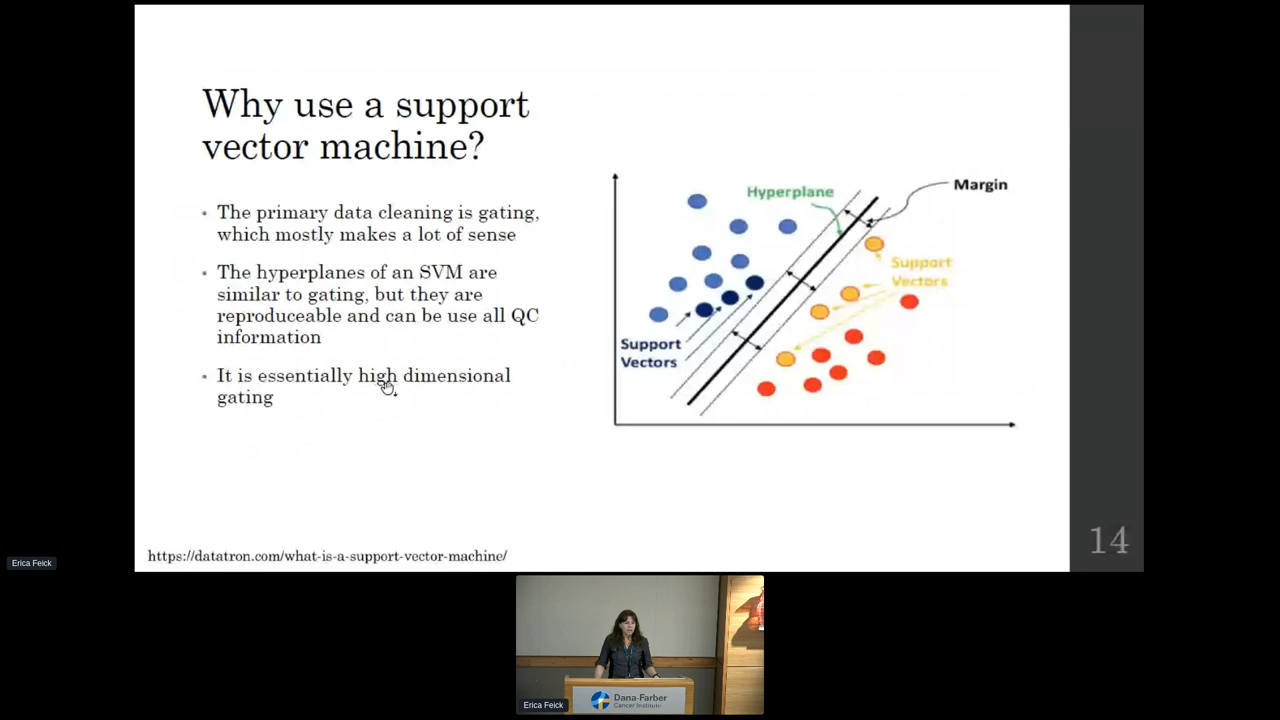 Why use a support
vector machine?
• The primary data cleaning is gating,
which mostly makes a lot of sense
• The hyperplanes of an SVM are
similar to gating, but they are
reproduceable and can be use all QC
information
• It is essentially high dimensional
gating
Hyperplane
Margin
Support
Vectors
Support
Vectors
https://datatron.com/what-is-a-support-vector-machine/
14
Erica Feick
Erica Feick
Dana-Farber
Cancer Institute